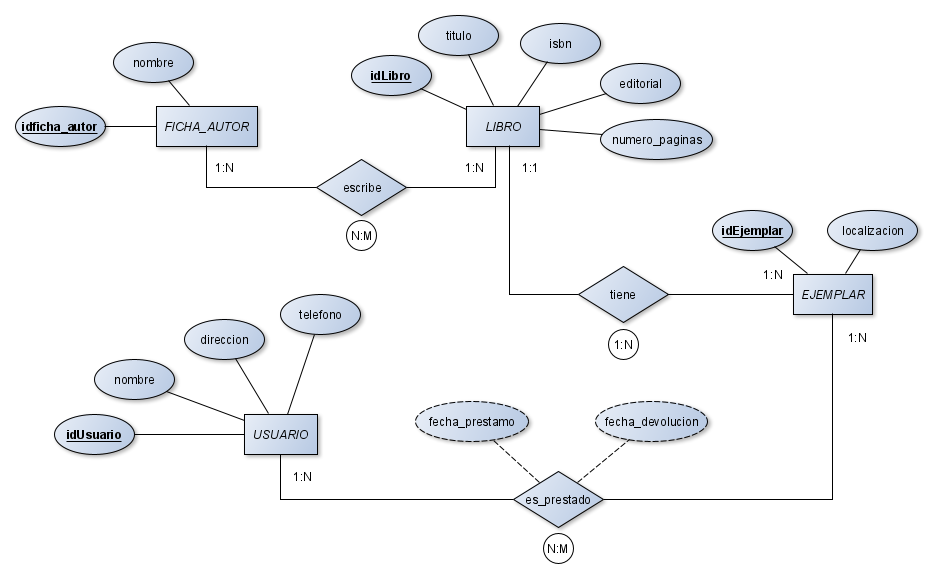 titulo
isbn
nombre
idLibro
editorial
idficha_autor
FICHA_AUTOR
LIBRO
numero_paginas
1:N
1:N
1:1
escribe
N:M
idEjemplar
localizacion
1:N
tiene
EJEMPLAR
telefono
1:N
direccion
1:N
nombre
fecha_prestamo
fecha_devolucion
idUsuario
USUARIO
1:N
es_prestado
N:M